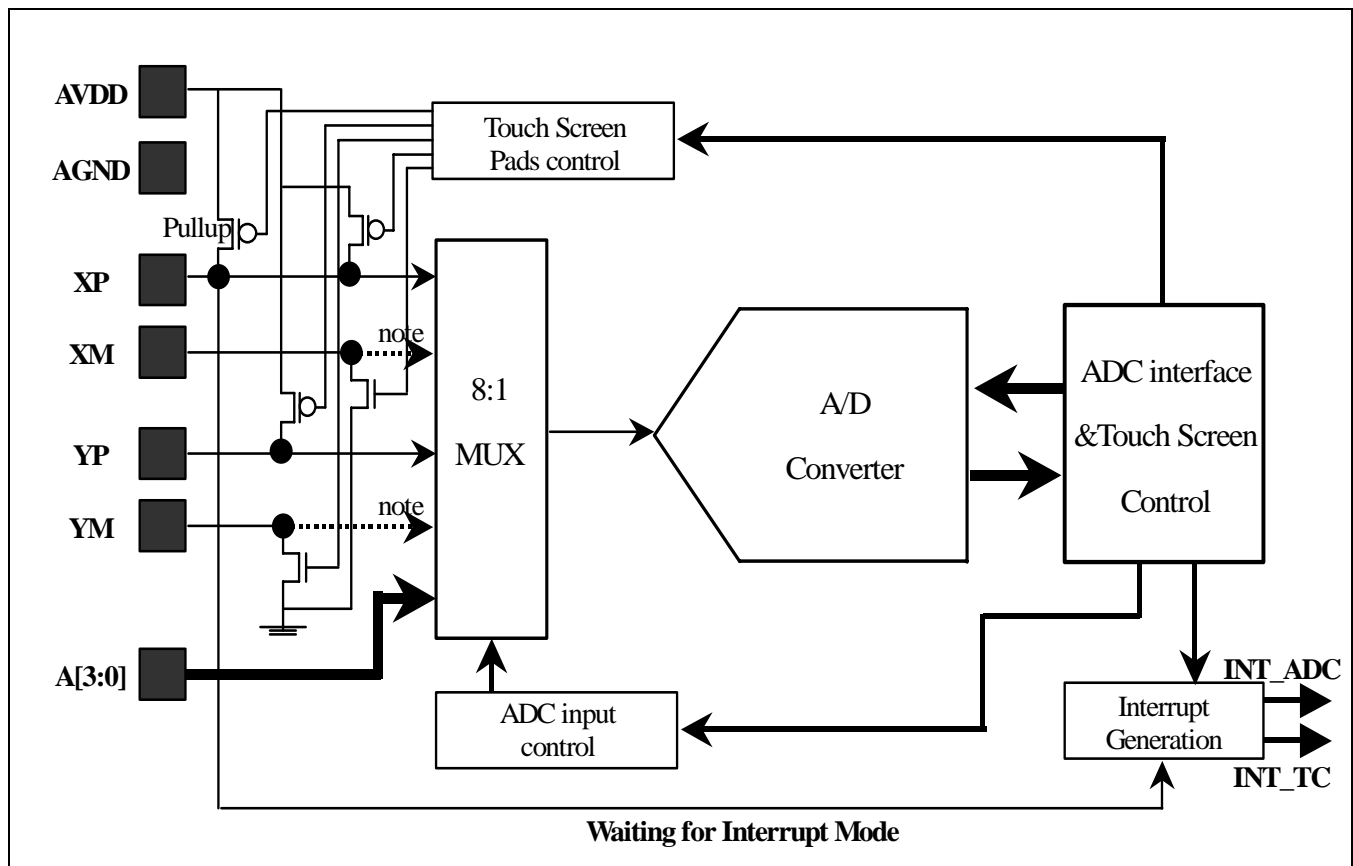 AVDD
AGND
Touch Screen
Pads control
Pullup
XP
XM
note
YP
YM
note
A[3:0]
8:1
MUX
A/D
Converter
ADC interface
&Touch Screen
Control
ADC input
control
Interrupt
Generation
INT_ADC
INT_TC
Waiting for Interrupt Mode